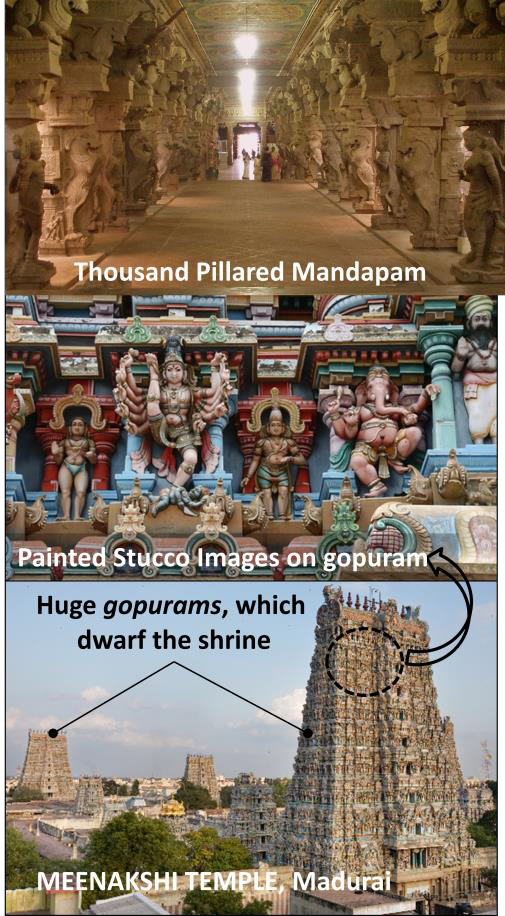 Thousand Pillared Mandapam
Painted Stucco Images on gopuram
Huge gopurams, which
dwarf the shrine
MEENAKSHI TEMPLE, Madurai